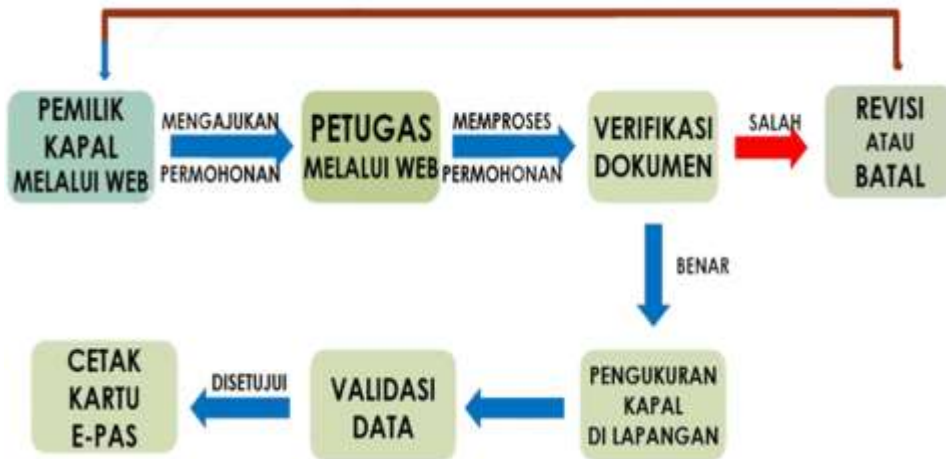 PEMILIK
KAPAL
MELALUI WEB
MENGAJUKAN
PERMOHONAN
PETUGAS
MELALUI WEB
MEMPROSES
PERMOHONAN
VERIFIKASI
DOKUMEN
SALAH
REVISI
ATAU
BATAL
BENAR
PENGUKURAN
KAPAL
DI LAPANGAN
VALIDASI
DATA
DISETUJUI
CETAK
KARTU
E-PAS